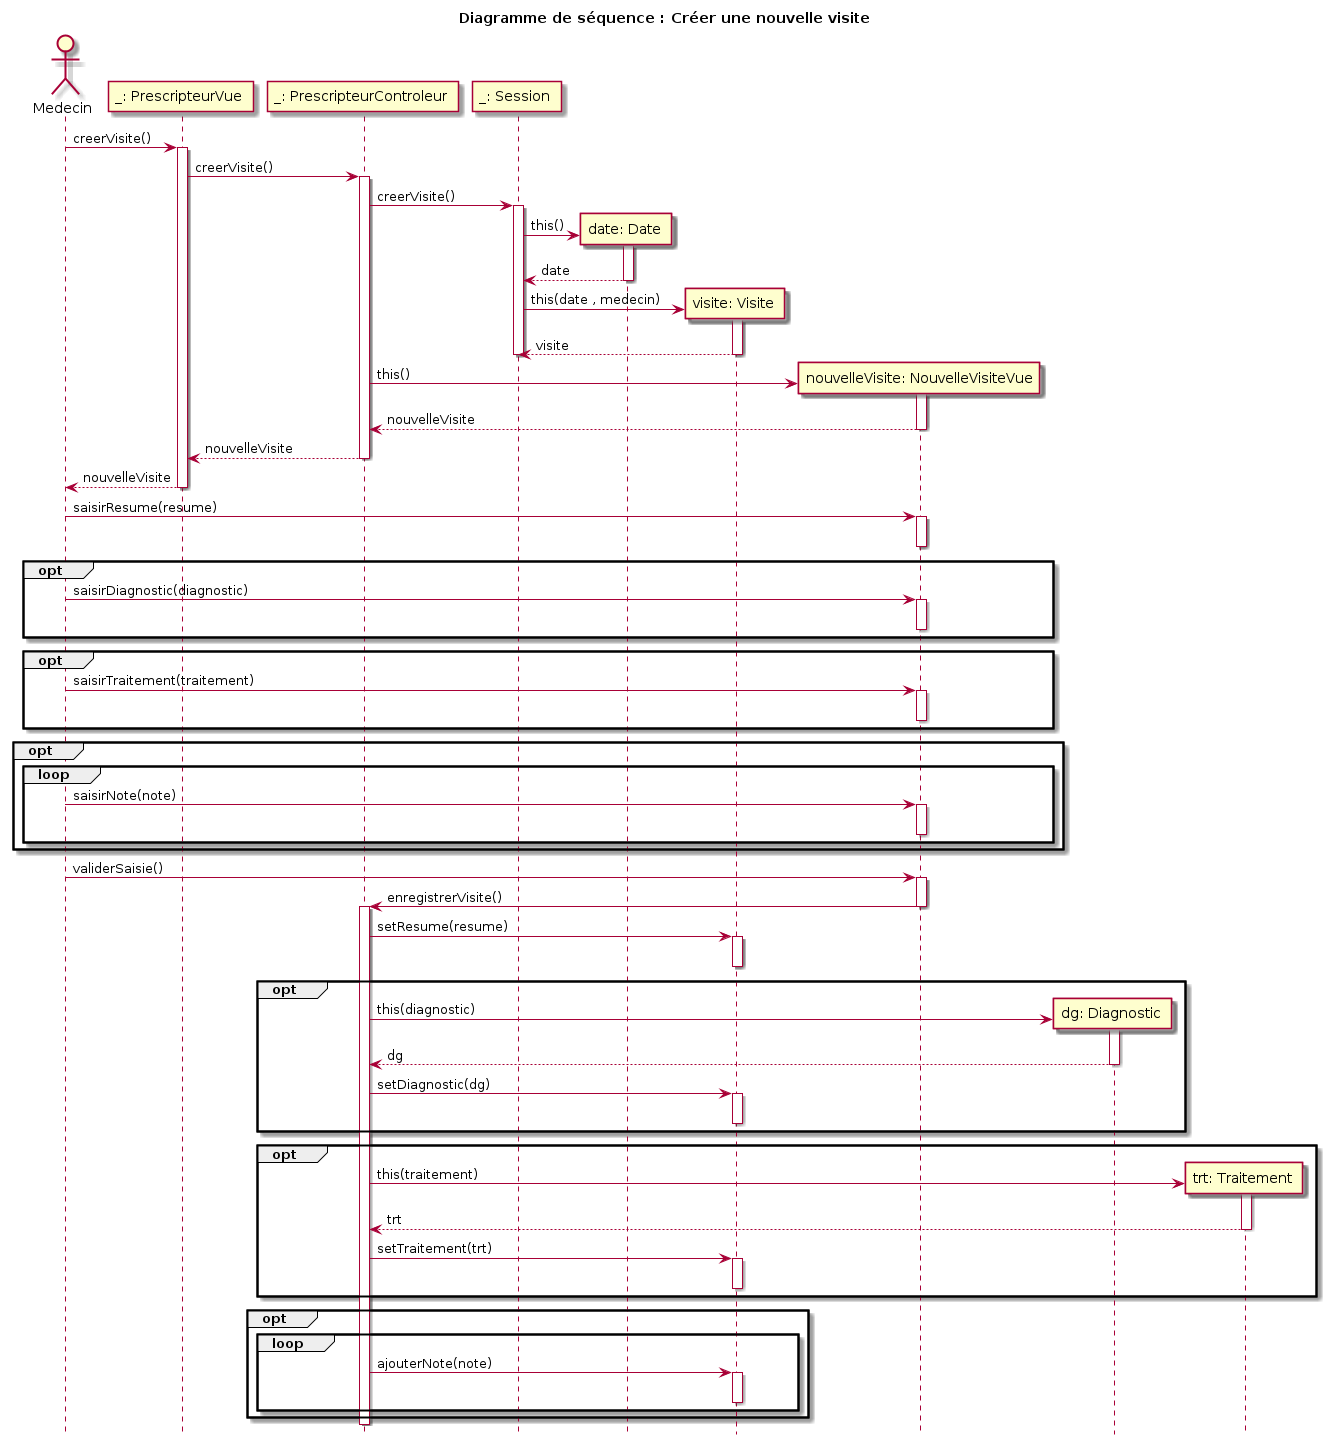 Diagramme de séquence : Créer une nouvelle visite
Medecin
_: PrescripteurVue
_: PrescripteurControleur
_: Session
creerVisite()
creerVisite()
creerVisite()
this()
date: Date
date
this(date , medecin)
visite: Visite
visite
this()
nouvelleVisite: NouvelleVisiteVue
nouvelleVisite
nouvelleVisite
nouvelleVisite
saisirResume(resume)
opt
saisirDiagnostic(diagnostic)
opt
saisirTraitement(traitement)
opt
loop
saisirNote(note)
validerSaisie()
enregistrerVisite()
setResume(resume)
opt
this(diagnostic)
dg: Diagnostic
dg
setDiagnostic(dg)
opt
this(traitement)
trt: Traitement
trt
setTraitement(trt)
opt
loop
ajouterNote(note)